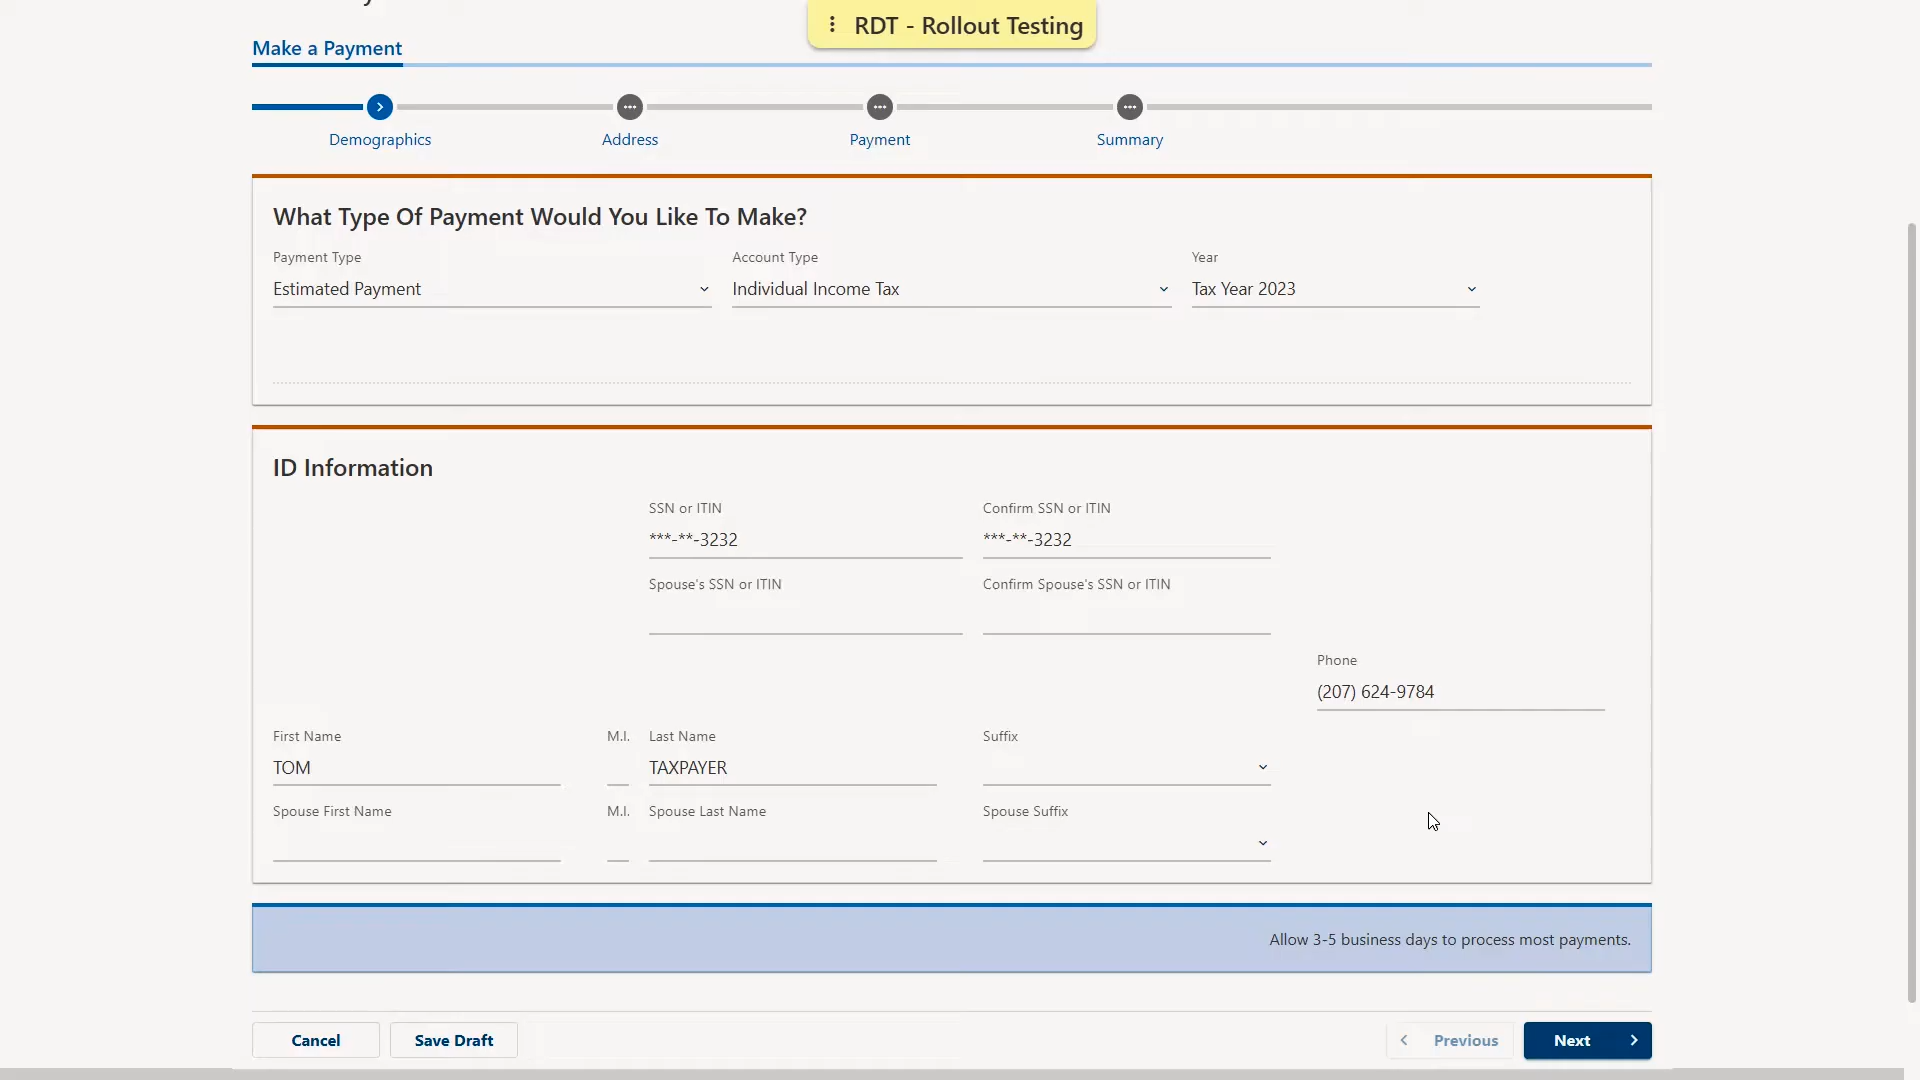 RDT - Rollout Testing
Make a Payment
Demographics
Address
Payment
Summary
What Type Of Payment Would You Like To Make?
Payment Type
Account Type
Year
Estimated Payment
Individual Income Tax
Tax Year 2023
ID Information
SSN or ITIN
Confirm SSN or ITIN
***-**-3232
***-**-3232
Spouse's SSN or ITIN
Confirm Spouse's SSN or ITIN
Phone
(207) 624-9784
First Name
M.I.
Last Name
Suffix
TOM
TAXPAYER
Spouse First Name
M.I.
Spouse Last Name
Spouse Suffix
Allow 3-5 business days to process most payments.
Cancel
Save Draft
Previous
Next